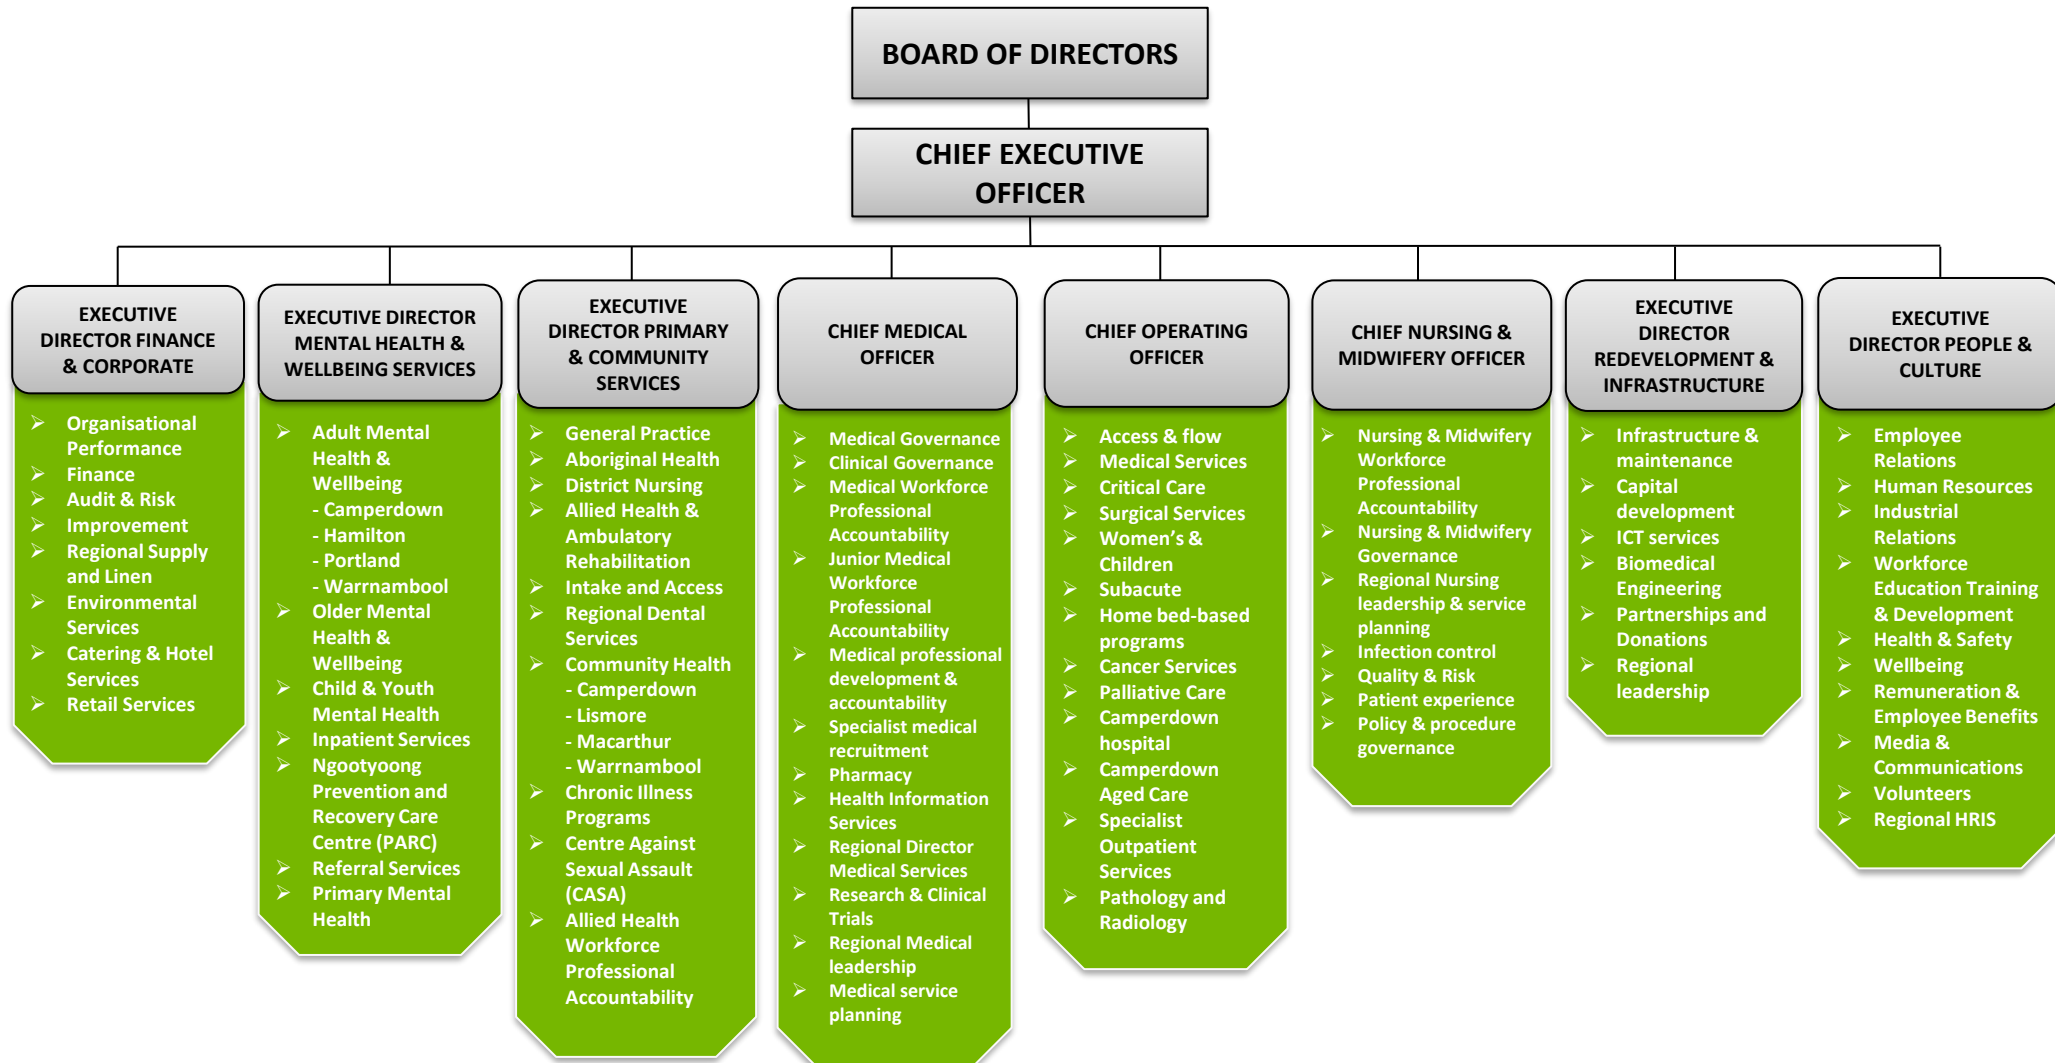 BOARD OF DIRECTORS
CHIEF EXECUTIVE
OFFICER
EXECUTIVE
DIRECTOR FINANCE
& CORPORATE
➢ Organisational
Performance
➢ Finance
➢ Audit & Risk
➢ Improvement
➢ Regional Supply
and Linen
➢ Environmental
Services
➢ Catering & Hotel
Services
➢ Retail Services
EXECUTIVE DIRECTOR
MENTAL HEALTH &
WELLBEING SERVICES
➢ Adult Mental
Health &
Wellbeing
- Camperdown
- Hamilton
- Portland
- Warrnambool
➢ Older Mental
Health &
Wellbeing
➢ Child & Youth
Mental Health
➢ Inpatient Services
➢ Ngootyoong
Prevention and
Recovery Care
Centre (PARC)
➢ Referral Services
➢ Primary Mental
Health
EXECUTIVE
DIRECTOR PRIMARY
& COMMUNITY
SERVICES
➢ General Practice
➢ Aboriginal Health
➢ District Nursing
➢ Allied Health &
Ambulatory
Rehabilitation
➢ Intake and Access
➢ Regional Dental
Services
➢ Community Health
- Camperdown
- Lismore
- Macarthur
- Warrnambool
➢ Chronic Illness
Programs
➢ Centre Against
Sexual Assault
(CASA)
➢ Allied Health
Workforce
Professional
Accountability
CHIEF MEDICAL
OFFICER
➢ Medical Governance
➢ Clinical Governance
➢ Medical Workforce
Professional
Accountability
➢ Junior Medical
Workforce
Professional
Accountability
➢ Medical professional
development &
accountability
➢ Specialist medical
recruitment
➢ Pharmacy
➢ Health Information
Services
➢ Regional Director
Medical Services
➢ Research & Clinical
Trials
➢ Regional Medical
leadership
➢ Medical service
planning
CHIEF OPERATING
OFFICER
➢ Access & flow
➢ Medical Services
➢ Critical Care
➢ Surgical Services
➢ Women’s &
Children
➢ Subacute
➢ Home bed-based
programs
➢ Cancer Services
➢ Palliative Care
➢ Camperdown
hospital
➢ Camperdown
Aged Care
➢ Specialist
Outpatient
Services
➢ Pathology and
Radiology
CHIEF NURSING &
MIDWIFERY OFFICER
➢ Nursing & Midwifery
Workforce
Professional
Accountability
➢ Nursing & Midwifery
Governance
➢ Regional Nursing
leadership & service
planning
➢ Infection control
➢ Quality & Risk
➢ Patient experience
➢ Policy & procedure
governance
EXECUTIVE
DIRECTOR
REDEVELOPMENT &
INFRASTRUCTURE
➢ Infrastructure &
maintenance
➢ Capital
development
➢ ICT services
➢ Biomedical
Engineering
➢ Partnerships and
Donations
➢ Regional
leadership
EXECUTIVE
DIRECTOR PEOPLE &
CULTURE
➢ Employee
Relations
➢ Human Resources
➢ Industrial
Relations
➢ Workforce
Education Training
& Development
➢ Health & Safety
➢ Wellbeing
➢ Remuneration &
Employee Benefits
➢ Media &
Communications
➢ Volunteers
➢ Regional HRIS